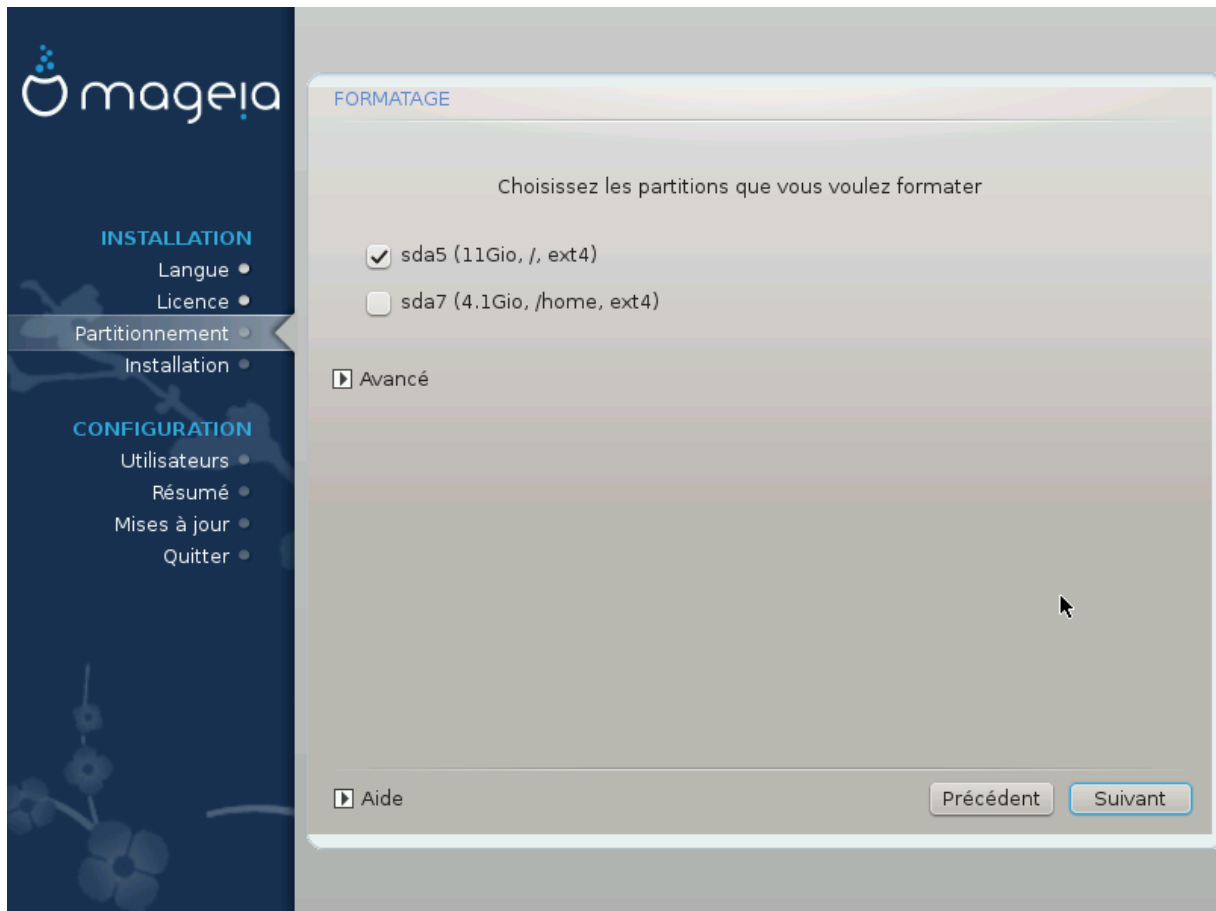 mageia
INSTALLATION
Langue
Licence
Partitionnement
Installation
CONFIGURATION
Utilisateurs
Résumé
Mises à jour
Quitter
FORMATAGE
Choisissez les partitions que vous voulez formater
sda5 (11Gio, /, ext4)
sda7 (4.1Gio, /home, ext4)
Avancé
Aide
Précédent
Suivant